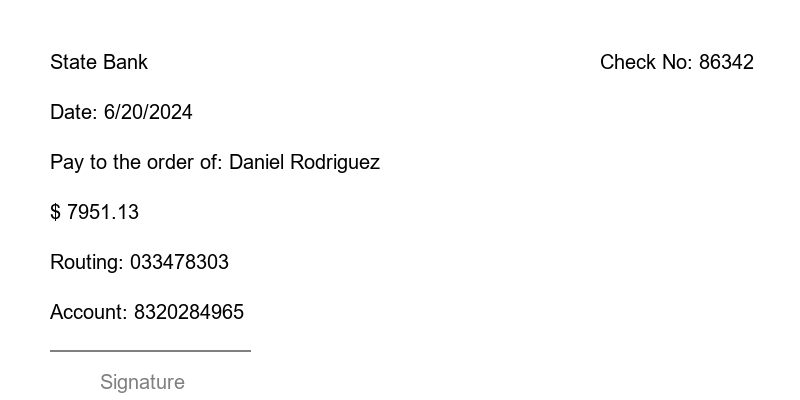 State Bank
Check No: 86342
Date: 6/20/2024
Pay to the order of: Daniel Rodriguez
$ 7951.13
Routing: 033478303
Account: 8320284965
Signature